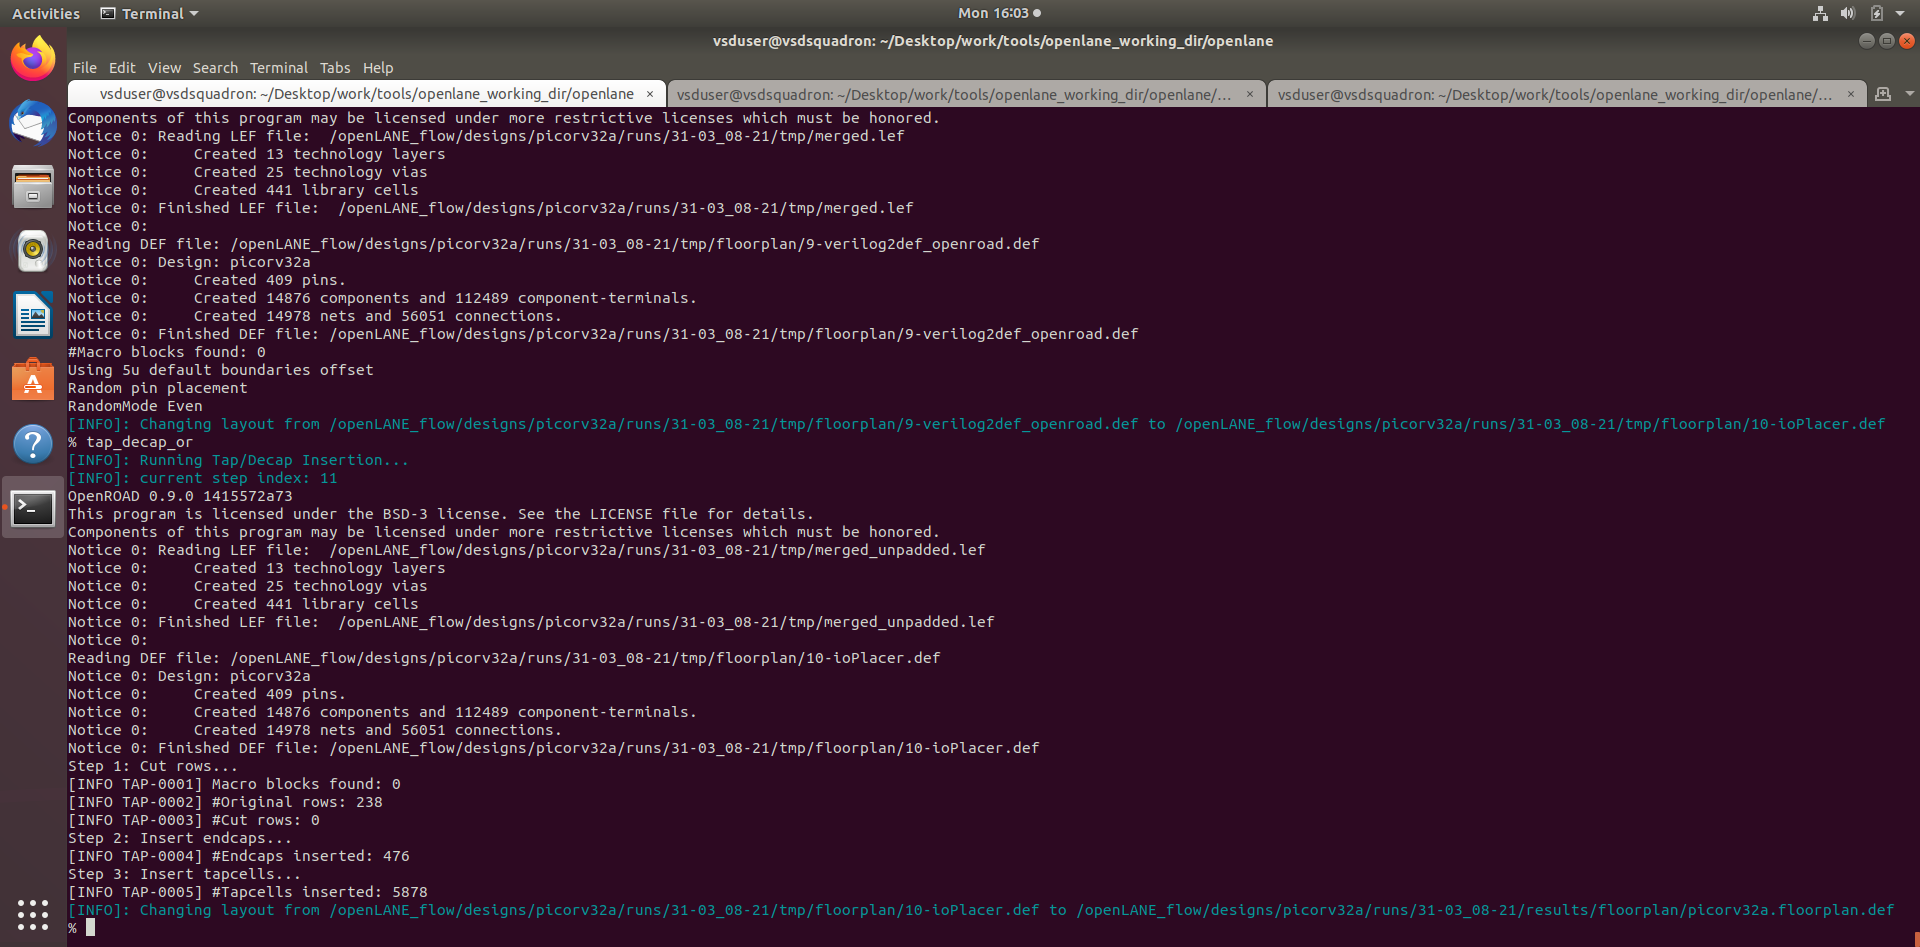 Activities Terminal Mon 16:03
vsduser@vsdsquadron: ~/Desktop/work/tools/openlane_working_dir/openlane
File Edit View Search Terminal Tabs Help
vsduser@vsdsquadron: ~/Desktop/work/tools/openlane_working_dir/openlane × vsduser@vsdsquadron: ~/Desktop/work/tools/openlane_working_dir/openlane/... × vsduser@vsdsquadron: ~/Desktop/work/tools/openlane_working_dir/openlane/... ×
Components of this program may be licensed under more restrictive licenses which must be honored.
Notice 0: Reading LEF file:  /openLANE_flow/designs/picorv32a/runs/31-03_08-21/tmp/merged.lef
Notice 0:     Created 13 technology layers
Notice 0:     Created 25 technology vias
Notice 0:     Created 441 library cells
Notice 0: Finished LEF file:  /openLANE_flow/designs/picorv32a/runs/31-03_08-21/tmp/merged.lef
Notice 0:
Reading DEF file: /openLANE_flow/designs/picorv32a/runs/31-03_08-21/tmp/floorplan/9-verilog2def_openroad.def
Notice 0: Design: picorv32a
Notice 0:     Created 409 pins.
Notice 0:     Created 14876 components and 112489 component-terminals.
Notice 0:     Created 14978 nets and 56051 connections.
Notice 0: Finished DEF file: /openLANE_flow/designs/picorv32a/runs/31-03_08-21/tmp/floorplan/9-verilog2def_openroad.def
#Macro blocks found: 0
Using 5u default boundaries offset
Random pin placement
RandomMode Even
[INFO]: Changing layout from /openLANE_flow/designs/picorv32a/runs/31-03_08-21/tmp/floorplan/9-verilog2def_openroad.def to /openLANE_flow/designs/picorv32a/runs/31-03_08-21/tmp/floorplan/10-ioPlacer.def
% tap_decap_or
[INFO]: Running Tap/Decap Insertion...
[INFO]: current step index: 11
OpenROAD 0.9.0 1415572a73
This program is licensed under the BSD-3 license. See the LICENSE file for details.
Components of this program may be licensed under more restrictive licenses which must be honored.
Notice 0: Reading LEF file:  /openLANE_flow/designs/picorv32a/runs/31-03_08-21/tmp/merged_unpadded.lef
Notice 0:     Created 13 technology layers
Notice 0:     Created 25 technology vias
Notice 0:     Created 441 library cells
Notice 0: Finished LEF file:  /openLANE_flow/designs/picorv32a/runs/31-03_08-21/tmp/merged_unpadded.lef
Notice 0:
Reading DEF file: /openLANE_flow/designs/picorv32a/runs/31-03_08-21/tmp/floorplan/10-ioPlacer.def
Notice 0: Design: picorv32a
Notice 0:     Created 409 pins.
Notice 0:     Created 14876 components and 112489 component-terminals.
Notice 0:     Created 14978 nets and 56051 connections.
Notice 0: Finished DEF file: /openLANE_flow/designs/picorv32a/runs/31-03_08-21/tmp/floorplan/10-ioPlacer.def
Step 1: Cut rows...
[INFO TAP-0001] Macro blocks found: 0
[INFO TAP-0002] #Original rows: 238
[INFO TAP-0003] #Cut rows: 0
Step 2: Insert endcaps...
[INFO TAP-0004] #Endcaps inserted: 476
Step 3: Insert tapcells...
[INFO TAP-0005] #Tapcells inserted: 5878
[INFO]: Changing layout from /openLANE_flow/designs/picorv32a/runs/31-03_08-21/tmp/floorplan/10-ioPlacer.def to /openLANE_flow/designs/picorv32a/runs/31-03_08-21/results/floorplan/picorv32a.floorplan.def
%